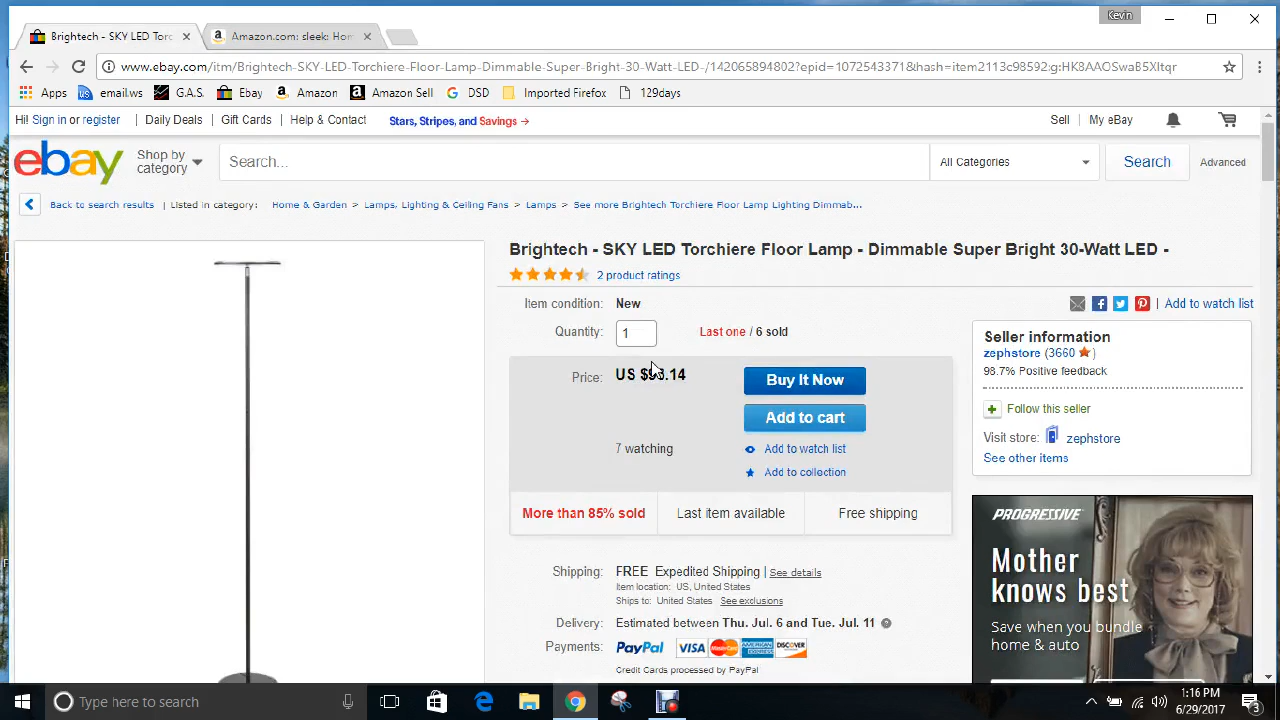 Kevin
Brightech - SKY LED Torc
Amazon.com: sleek: Hom
www.ebay.com/itm/Brightech-SKY-LED-Torchiere-Floor-Lamp-Dimmable-Super-Bright-30-Watt-LED-/142065894802?epid=1072543371&hash=item2113c98592:g:HK8AAOSwaB5Xltqr
Apps email.ws G.A.S. Ebay Amazon Amazon Sell DSD Imported Firefox 129days
Hi! Sign in or register Daily Deals Gift Cards Help & Contact Stars, Stripes, and Savings → Sell My eBay
ebay Shop by category Search... All Categories Search Advanced
Back to search results | Listed in category: Home & Garden > Lamps, Lighting & Ceiling Fans > Lamps > See more Brightech Torchiere Floor Lamp Lighting Dimmab...
Brightech - SKY LED Torchiere Floor Lamp - Dimmable Super Bright 30-Watt LED -
2 product ratings
Item condition: New
Add to watch list
Quantity: 1 Last one / 6 sold
Price: US .14
Buy It Now
Add to cart
7 watching
Add to watch list
Add to collection
More than 85% sold Last item available Free shipping
Shipping: FREE Expedited Shipping | See details
Item location: US, United States
Ships to: United States See exclusions
Delivery: Estimated between Thu. Jul. 6 and Tue. Jul. 11
Payments: PayPal VISA MasterCard AMERICAN EXPRESS DISCOVER
Credit Cards processed by PayPal
Seller information
zephstore (3660 )
98.7% Positive feedback
Follow this seller
Visit store: zephstore
See other items
PROGRESSIVE
Mother
knows best
Save when you bundle
home & auto
Type here to search
1:16 PM
6/29/2017
3